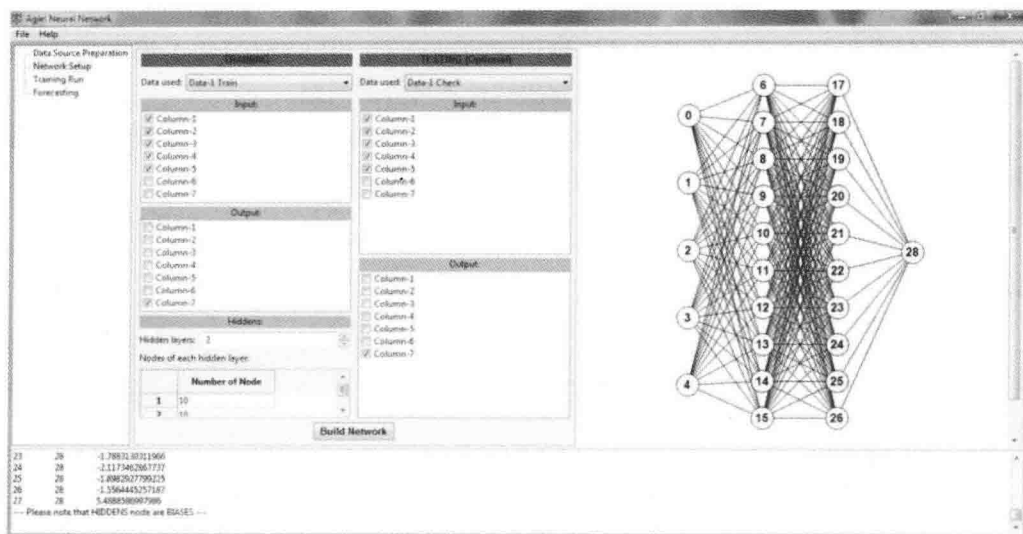 Agiel Neural Network
File Help
Data Source Preparation
Network Setup
Training Run
Forecasting
TRAINING
Data used: Data-1 Train
Input:
Column-1
Column-2
Column-3
Column-4
Column-5
Column-6
Column-7
Output:
Column-1
Column-2
Column-3
Column-4
Column-5
Column-6
Column-7
Hiddens:
Hidden layers: 2
Nodes of each hidden layer:
Number of Node
1 10
2 10
TESTING (Optional)
Data used: Data-1 Check
Input:
Column-1
Column-2
Column-3
Column-4
Column-5
Column-6
Column-7
Output:
Column-1
Column-2
Column-3
Column-4
Column-5
Column-6
Column-7
Build Network
0
1
2
3
4
6
7
8
9
10
11
12
13
14
15
17
18
19
20
21
22
23
24
25
26
28
23 28
24 28
25 28
26 28
27 28
--- Please note that HIDDENS node are BIASES ---